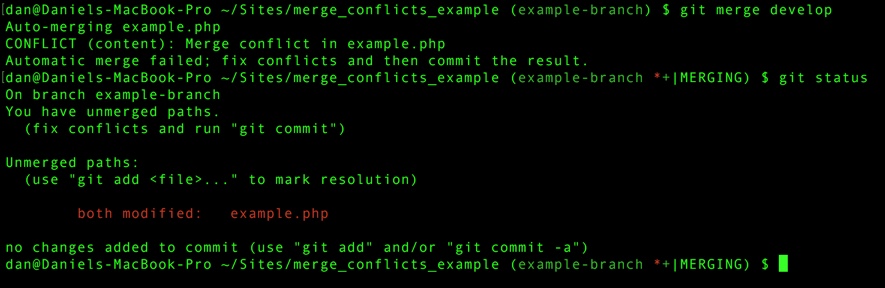 [dan@Daniels-MacBook-Pro ~/Sites/merge_conflicts_example (example-branch) $ git merge develop
Auto-merging example.php
CONFLICT (content): Merge conflict in example.php
Automatic merge failed; fix conflicts and then commit the result.
[dan@Daniels-MacBook-Pro ~/Sites/merge_conflicts_example (example-branch *+|MERGING) $ git status
On branch example-branch
You have unmerged paths.
  (fix conflicts and run "git commit")

Unmerged paths:
  (use "git add <file>..." to mark resolution)

        both modified:   example.php

no changes added to commit (use "git add" and/or "git commit -a")
dan@Daniels-MacBook-Pro ~/Sites/merge_conflicts_example (example-branch *+|MERGING) $